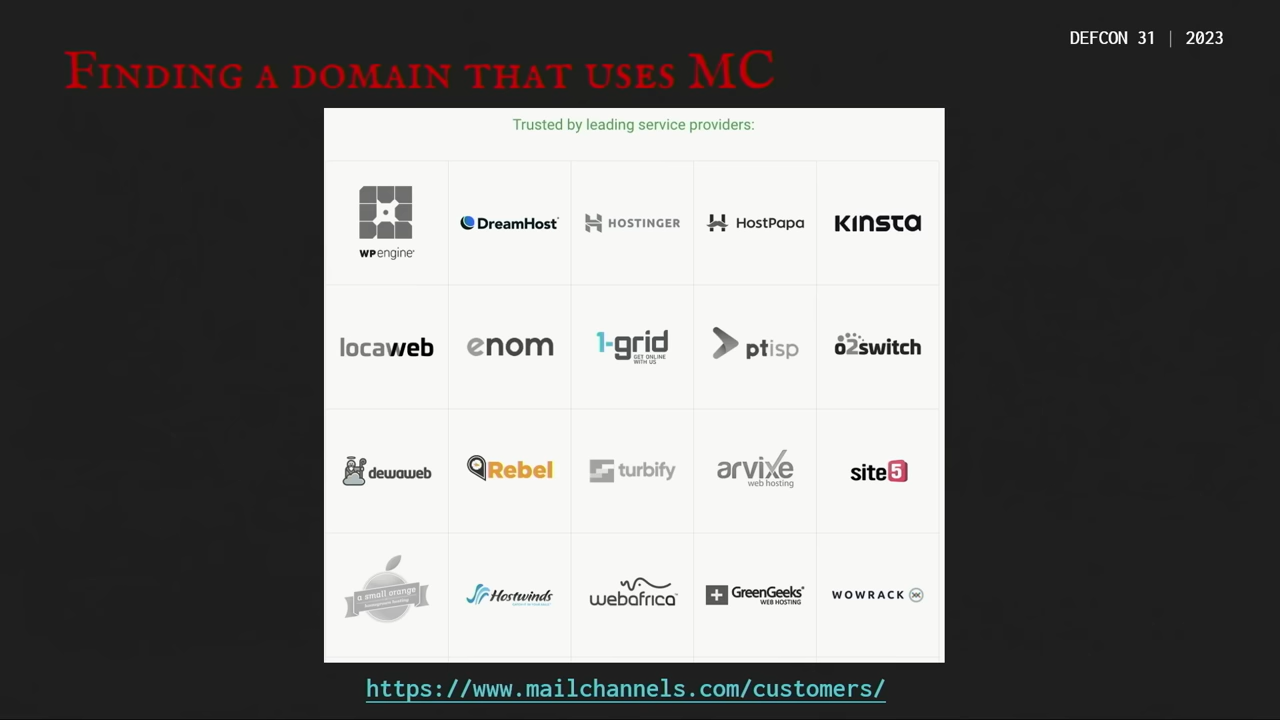 DEFCON 31 | 2023
Finding a domain that uses MC
Trusted by leading service providers:
WPengine
DreamHost
HOSTINGER
HostPapa
Kinsta
locaweb
enom
1-grid
GET ONLINE
WITH US
ptisp
o2switch
dewaweb
Rebel
turbify
arvixe
web hosting
site5
a small orange
Hostwinds
webafrica
GreenGeeks
WEB HOSTING
WOWRACK
https://www.mailchannels.com/customers/